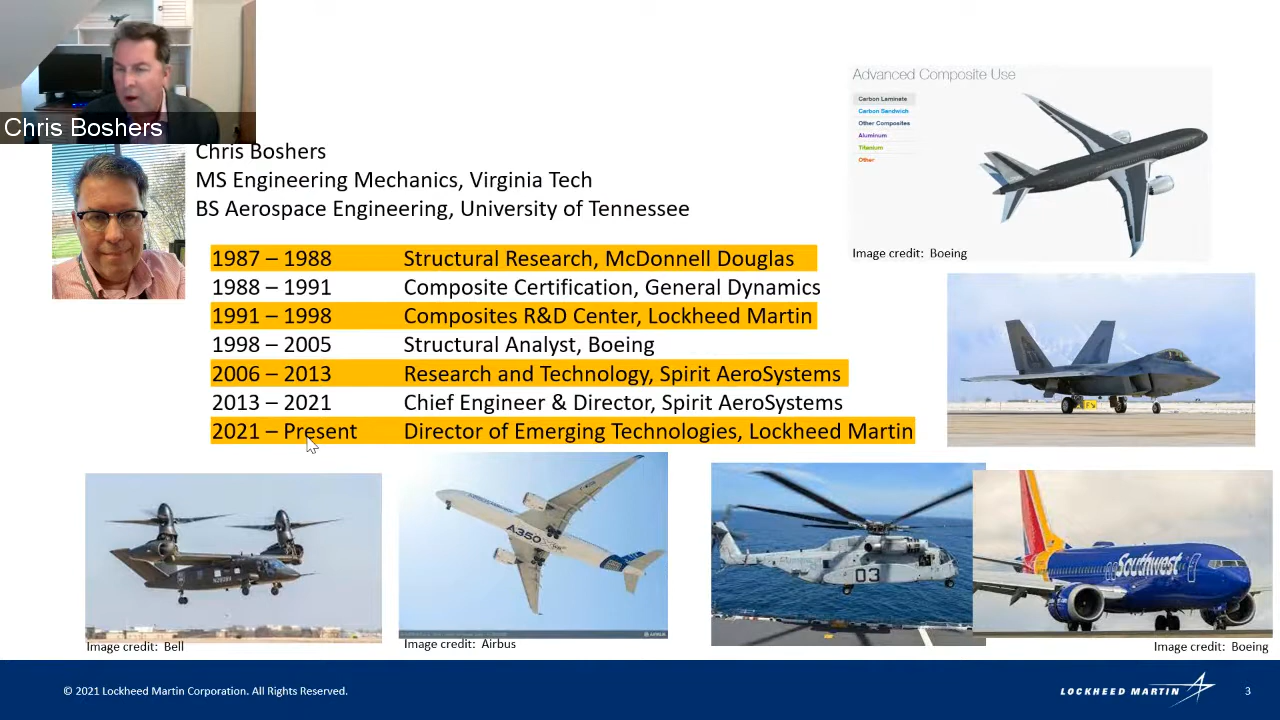 Chris Boshers
Chris Boshers
MS Engineering Mechanics, Virginia Tech
BS Aerospace Engineering, University of Tennessee
1987 – 1988 Structural Research, McDonnell Douglas
1988 – 1991 Composite Certification, General Dynamics
1991 – 1998 Composites R&D Center, Lockheed Martin
1998 – 2005 Structural Analyst, Boeing
2006 – 2013 Research and Technology, Spirit AeroSystems
2013 – 2021 Chief Engineer & Director, Spirit AeroSystems
2021 – Present Director of Emerging Technologies, Lockheed Martin
Advanced Composite Use
Carbon Laminate
Carbon Sandwich
Other Composites
Aluminum
Titanium
Other
Image credit: Boeing
A350
03
Southwest
Image credit: Bell
Image credit: Airbus
Image credit: Boeing
© 2021 Lockheed Martin Corporation. All Rights Reserved.
LOCKHEED MARTIN
3